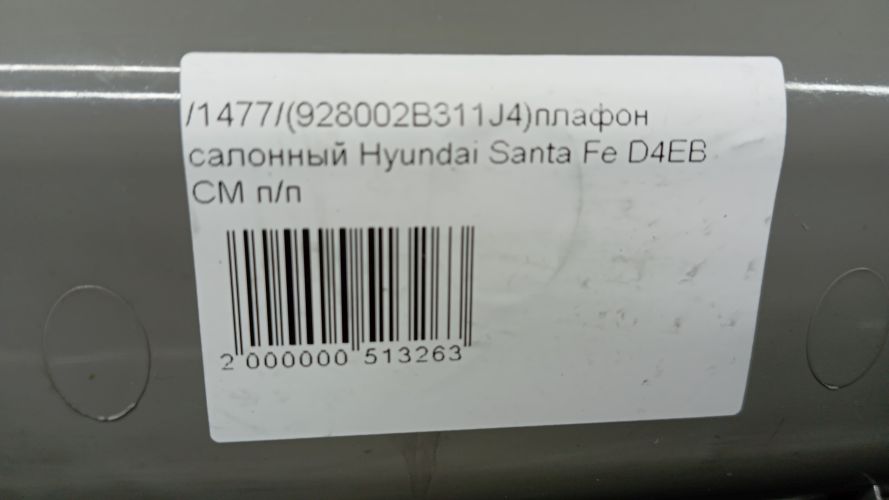 /1477/(928002B311J4)плафон
салонный Hyundai Santa Fe D4EB
CM п/п
2 000000 513263